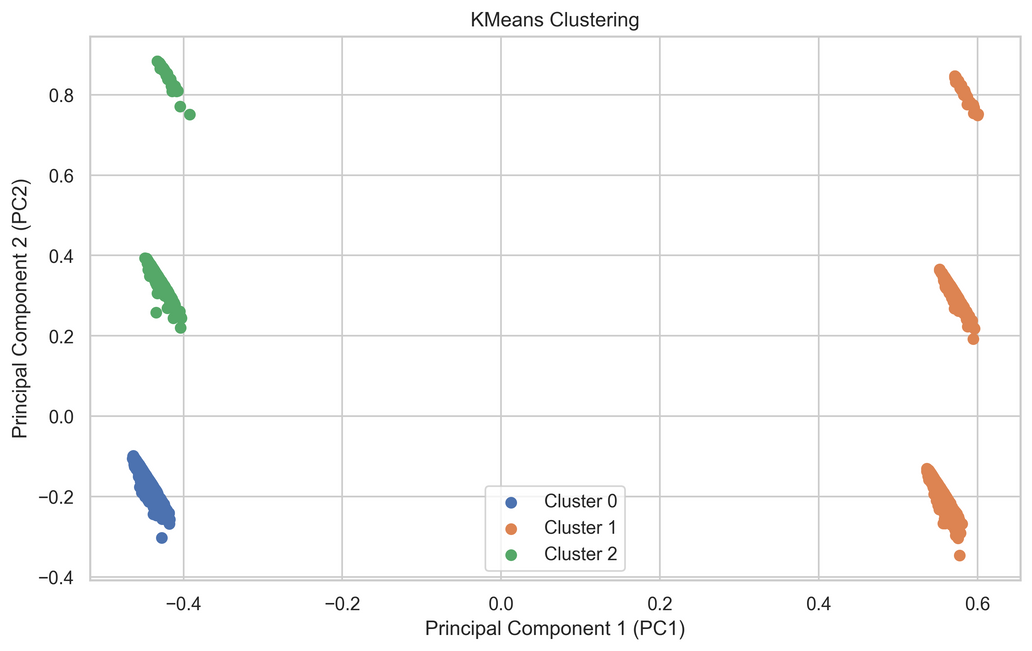 KMeans Clustering
Principal Component 2 (PC2)
0.8
0.6
0.4
0.2
0.0
−0.2
−0.4
Cluster 0
Cluster 1
Cluster 2
−0.4 −0.2 0.0 0.2 0.4 0.6
Principal Component 1 (PC1)